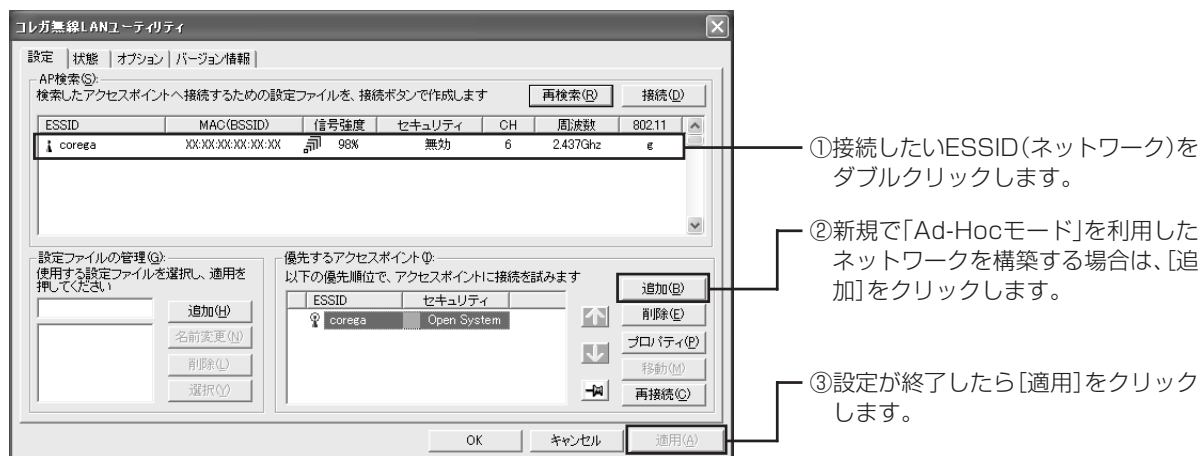 コレガ無線LANユーティリティ
設定 状態 オプション バージョン情報
AP検索(S):
検索したアクセスポイントへ接続するための設定ファイルを、接続ボタンで作成します 再検索(R) 接続(D)
ESSID MAC(BSSID) 信号強度 セキュリティ CH 周波数 802.11
corega XX:XX:XX:XX:XX:XX 98% 無効 6 2.437Ghz g
①接続したいESSID(ネットワーク)を
ダブルクリックします。
②新規で「Ad-Hocモード」を利用した
ネットワークを構築する場合は、[追
加]をクリックします。
設定ファイルの管理(G):
使用する設定ファイルを選択し、適用を
押してください
追加(H)
名前変更(N)
削除(L)
選択(Y)
優先するアクセスポイント(I):
以下の優先順位で、アクセスポイントに接続を試みます
ESSID セキュリティ
corega Open System
追加(B)
削除(E)
プロパティ(P)
移動(M)
再接続(C)
③設定が終了したら[適用]をクリック
します。
OK キャンセル 適用(A)